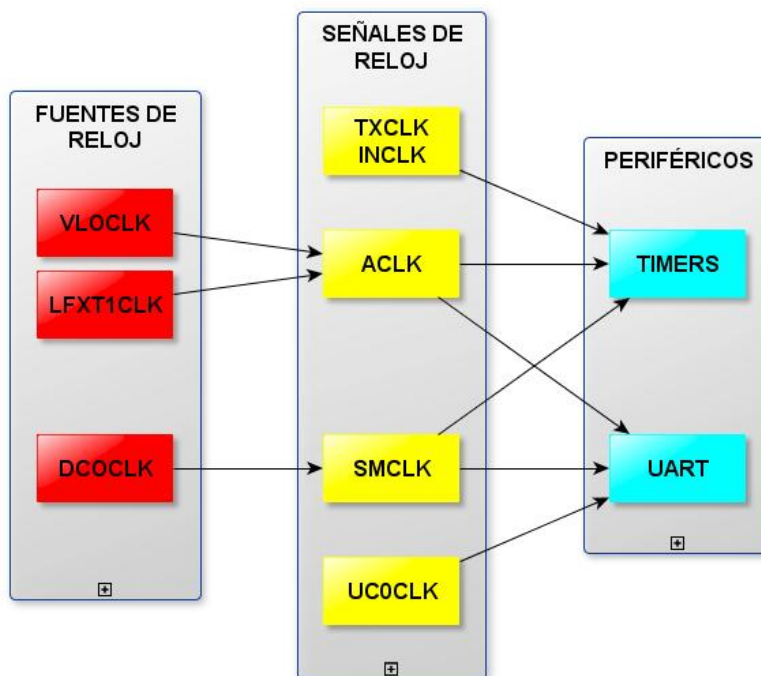 FUENTES DE
RELOJ
VLOCLK
LFXT1CLK
DCOCLK
SEÑALES DE
RELOJ
TXCLK
INCLK
ACLK
SMCLK
UC0CLK
PERIFÉRICOS
TIMERS
UART